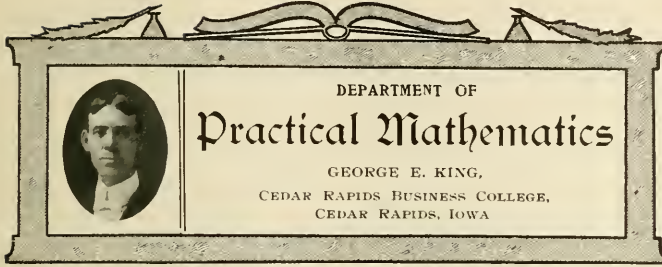 DEPARTMENT OF
Practical Mathematics
GEORGE E. KING,
CEDAR RAPIDS BUSINESS COLLEGE,
CEDAR RAPIDS, IOWA